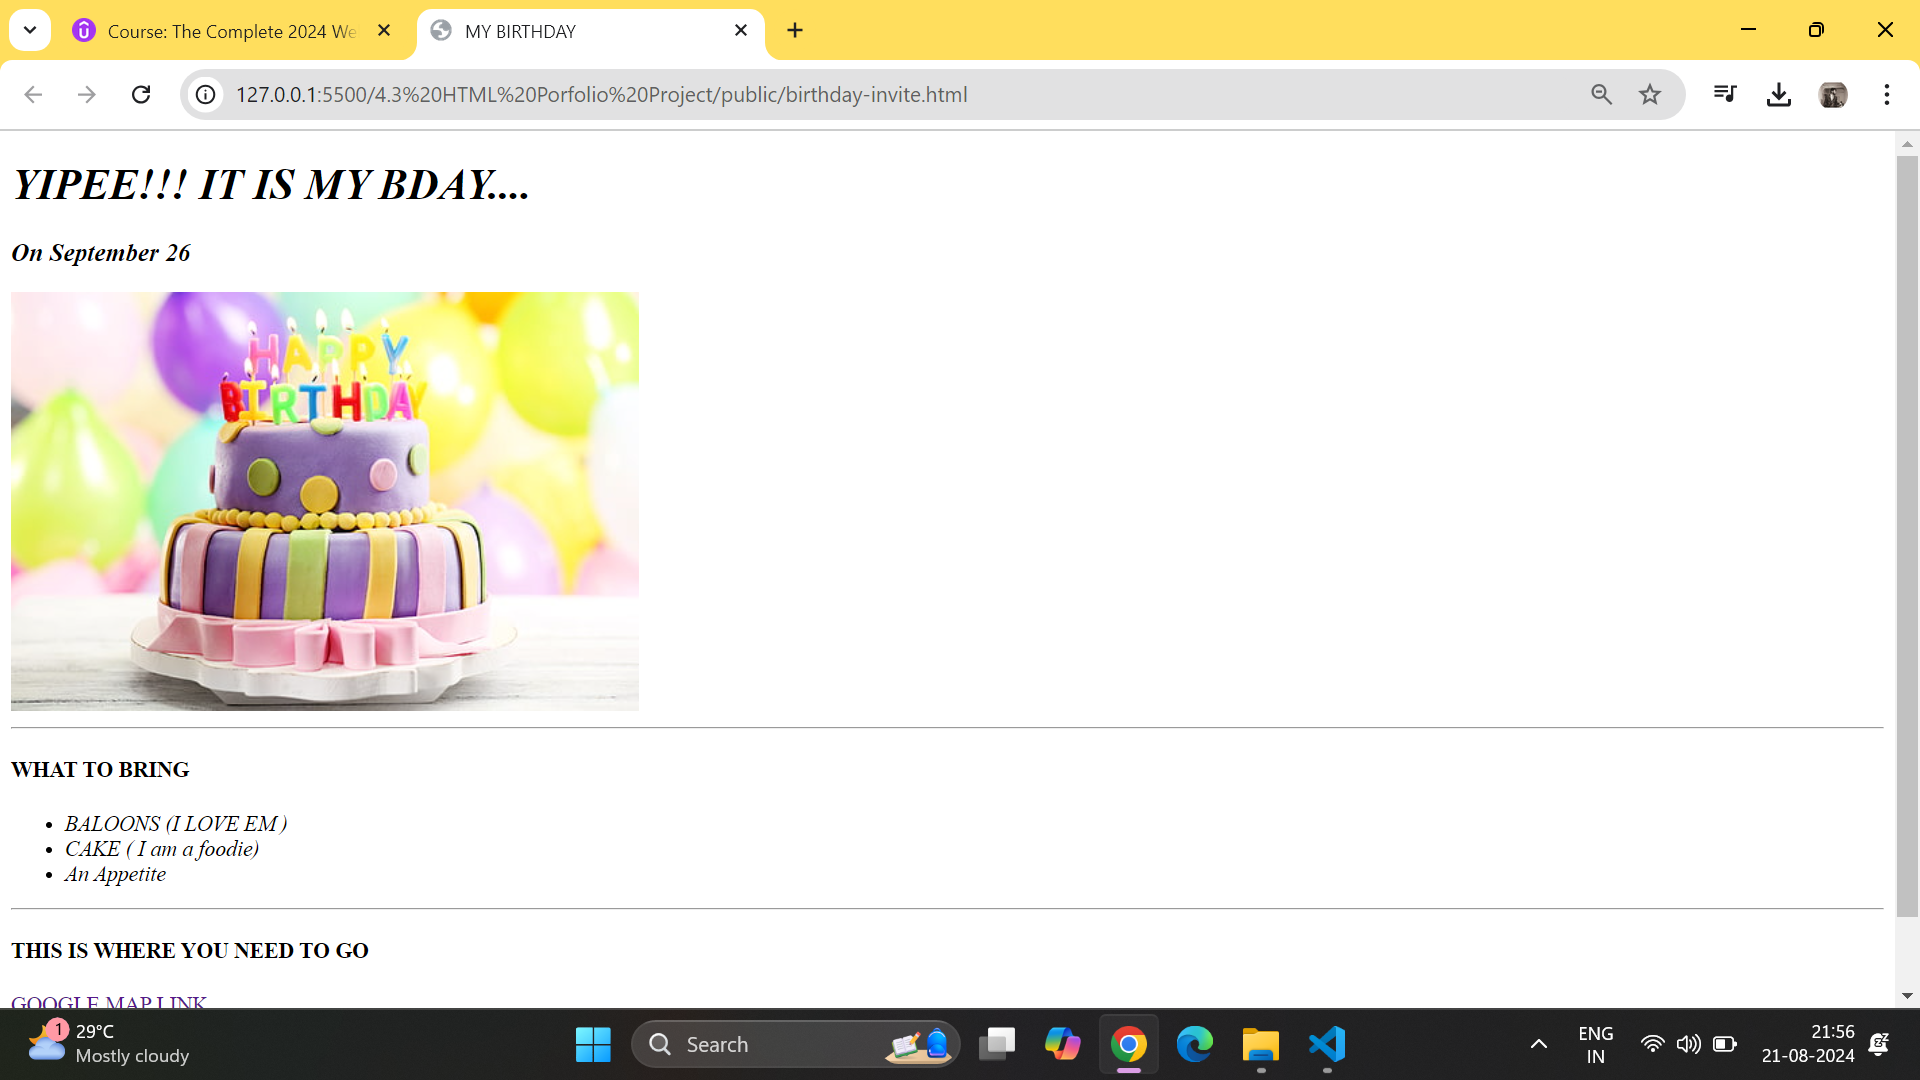 Course: The Complete 2024 We
MY BIRTHDAY
127.0.0.1:5500/4.3%20HTML%20Porfolio%20Project/public/birthday-invite.html
YIPEE!!! IT IS MY BDAY....
On September 26
HAPPY
BIRTHDAY
WHAT TO BRING
BALOONS (I LOVE EM )
CAKE ( I am a foodie)
An Appetite
THIS IS WHERE YOU NEED TO GO
GOOGLE MAP LINK
1
29°C
Mostly cloudy
Search
ENG
IN
21:56
21-08-2024